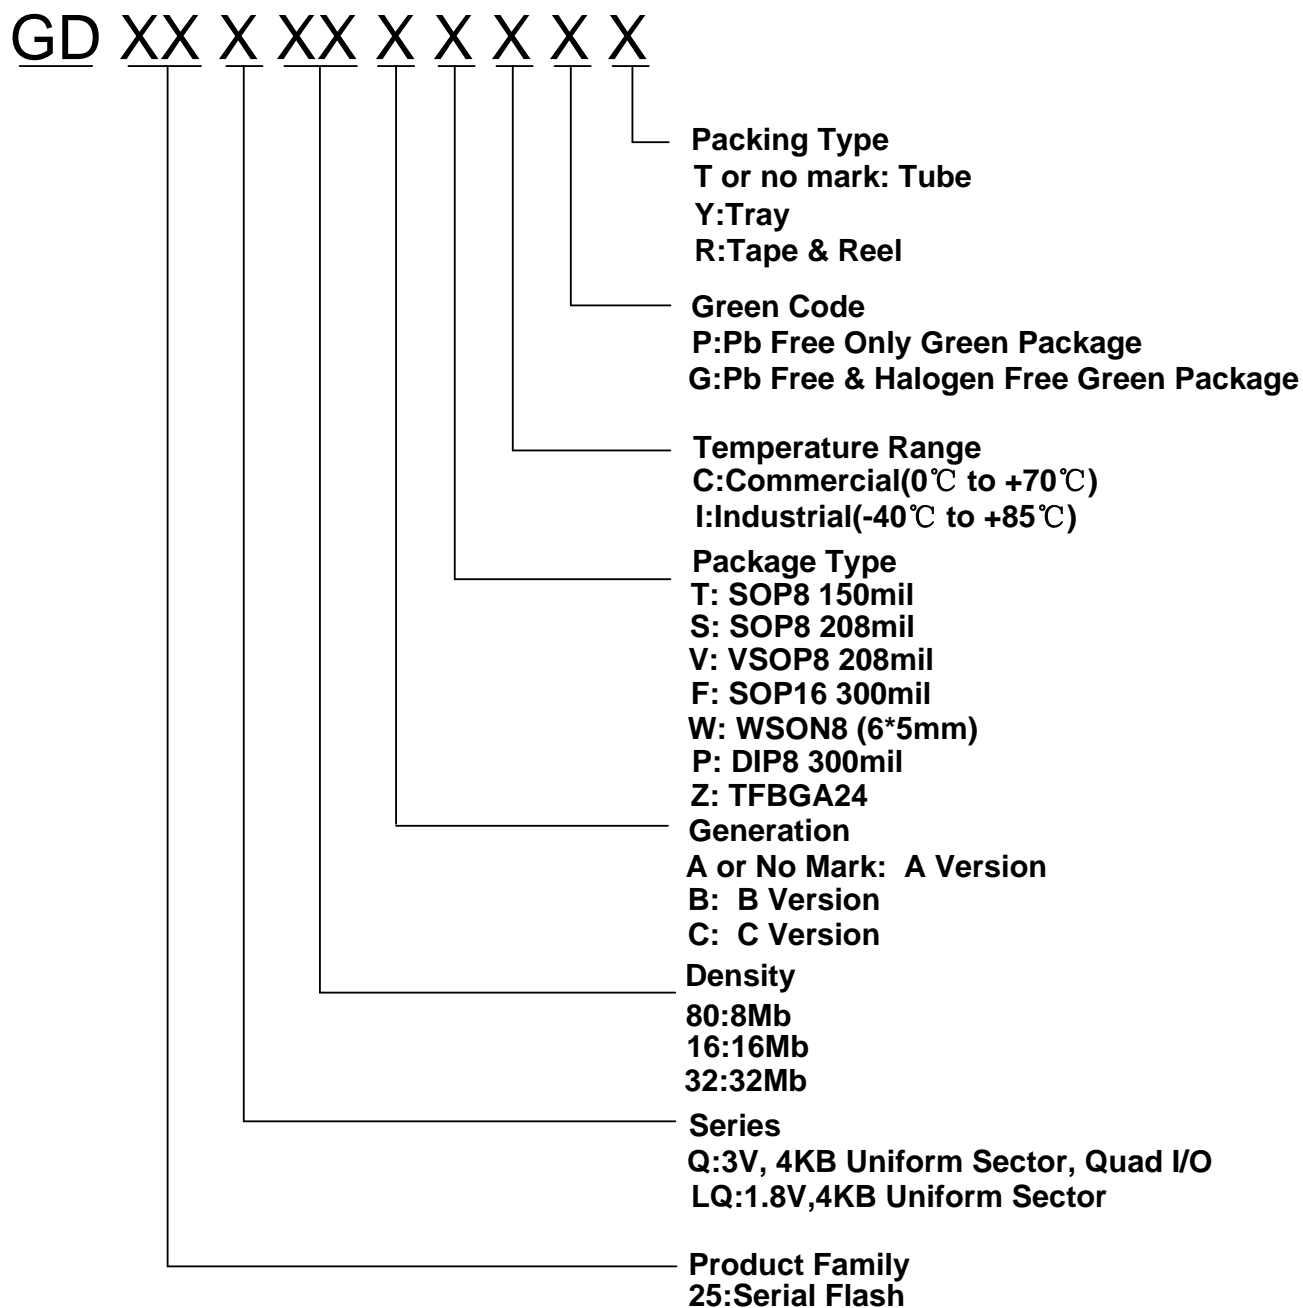 GD XX X XX X X X X X
Packing Type
T or no mark: Tube
Y:Tray
R:Tape & Reel
Green Code
P:Pb Free Only Green Package
G:Pb Free & Halogen Free Green Package
Temperature Range
C:Commercial(0℃ to +70℃)
I:Industrial(-40℃ to +85℃)
Package Type
T: SOP8 150mil
S: SOP8 208mil
V: VSOP8 208mil
F: SOP16 300mil
W: WSON8 (6*5mm)
P: DIP8 300mil
Z: TFBGA24
Generation
A or No Mark: A Version
B: B Version
C: C Version
Density
80:8Mb
16:16Mb
32:32Mb
Series
Q:3V, 4KB Uniform Sector, Quad I/O
LQ:1.8V,4KB Uniform Sector
Product Family
25:Serial Flash